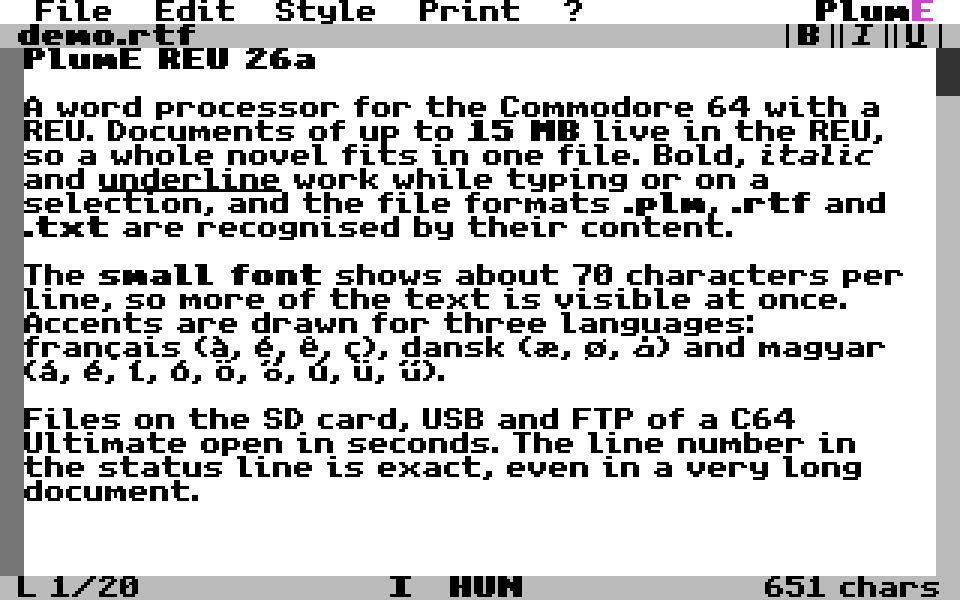 File Edit Style Print ? PlumE
demo.rtf |B||I||U|
PlumE REU 26a
A word processor for the Commodore 64 with a
REU. Documents of up to 15 MB live in the REU,
so a whole novel fits in one file. Bold, italic
and underline work while typing or on a
selection, and the file formats .plm, .rtf and
.txt are recognised by their content.
The small font shows about 70 characters per
line, so more of the text is visible at once.
Accents are drawn for three languages:
français (à, é, ê, ç), dansk (æ, ø, å) and magyar
(á, é, í, ó, ö, ő, ú, ü, ű).
Files on the SD card, USB and FTP of a C64
Ultimate open in seconds. The line number in
the status line is exact, even in a very long
document.
L 1/20 I HUN 651 chars